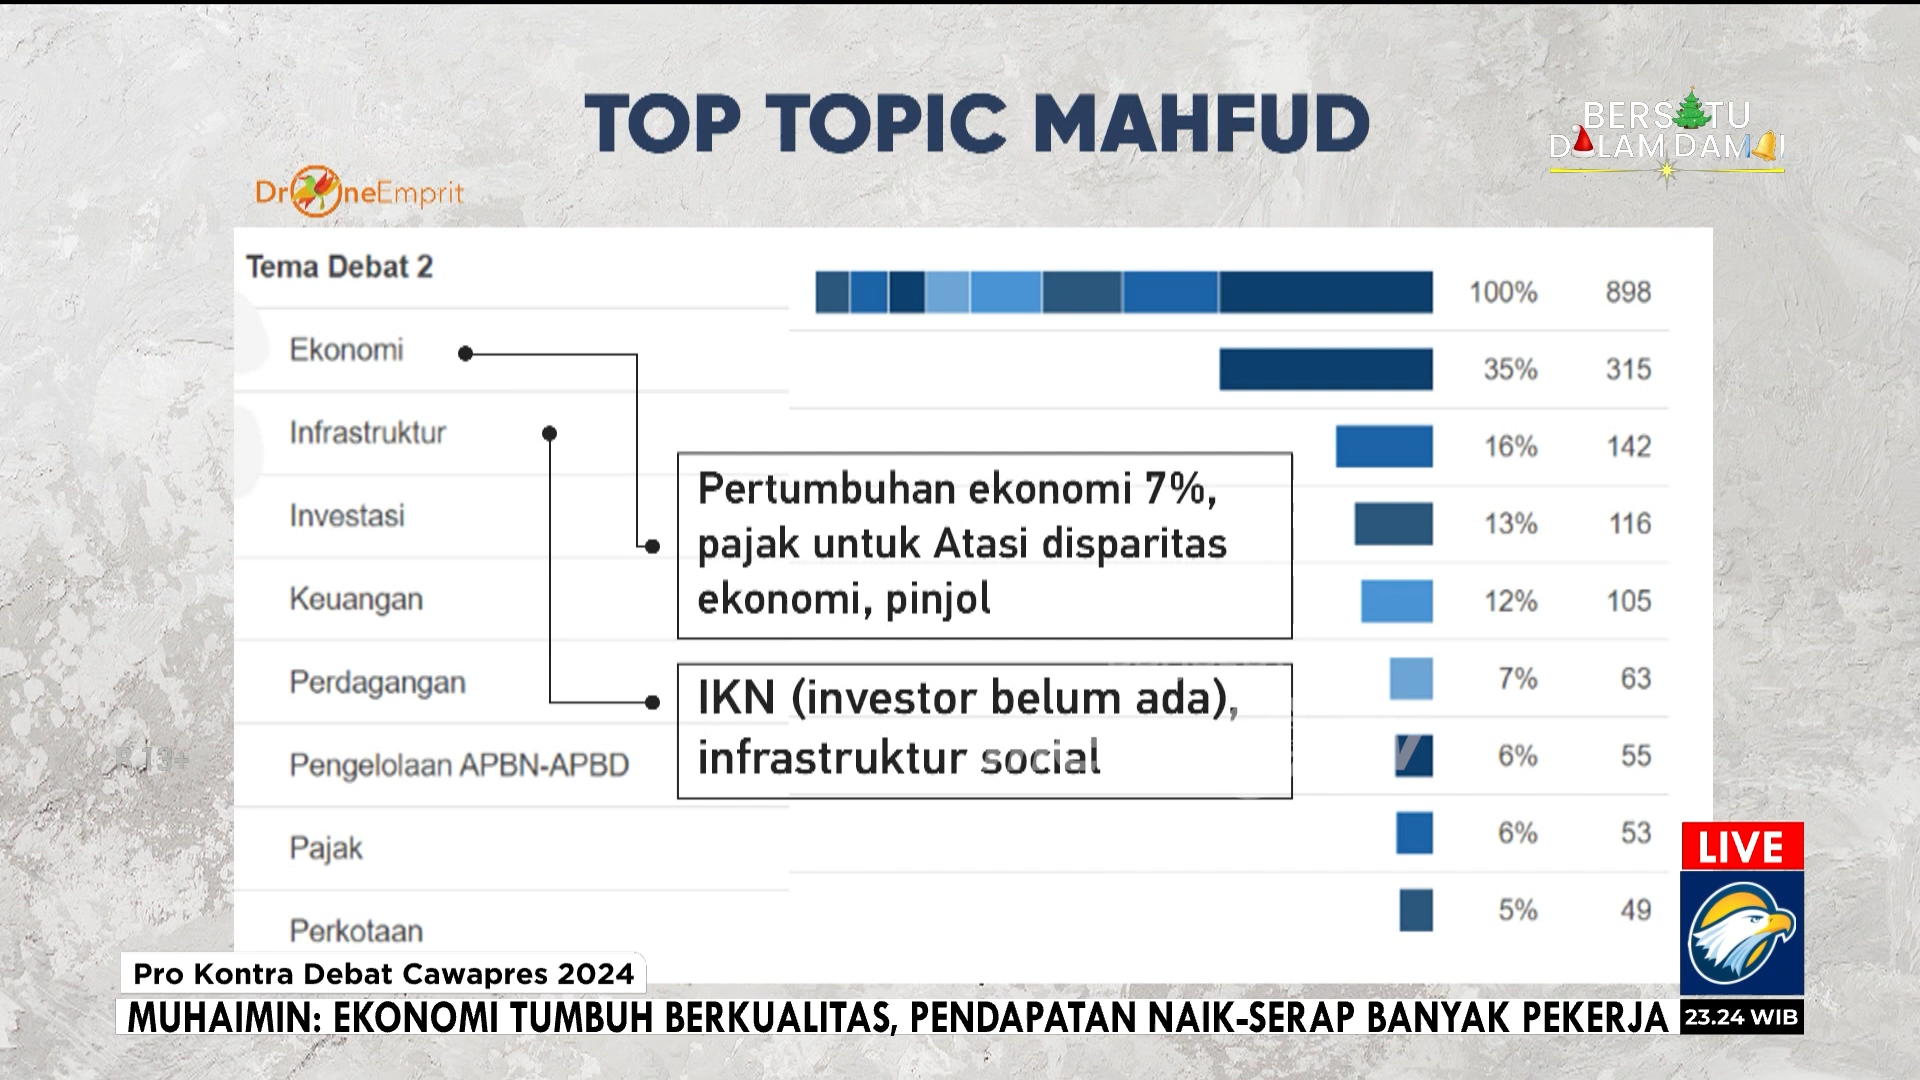 TOP TOPIC MAHFUD
BERSATU
DALAM DAMAI
DroneEmprit
Tema Debat 2 100% 898
Ekonomi 35% 315
Infrastruktur 16% 142
Investasi 13% 116
Keuangan 12% 105
Perdagangan 7% 63
Pengelolaan APBN-APBD 6% 55
Pajak 6% 53
Perkotaan 5% 49
Pertumbuhan ekonomi 7%,
pajak untuk Atasi disparitas
ekonomi, pinjol
IKN (investor belum ada),
infrastruktur social
R 13+
LIVE
Pro Kontra Debat Cawapres 2024
MUHAIMIN: EKONOMI TUMBUH BERKUALITAS, PENDAPATAN NAIK-SERAP BANYAK PEKERJA
23.24 WIB